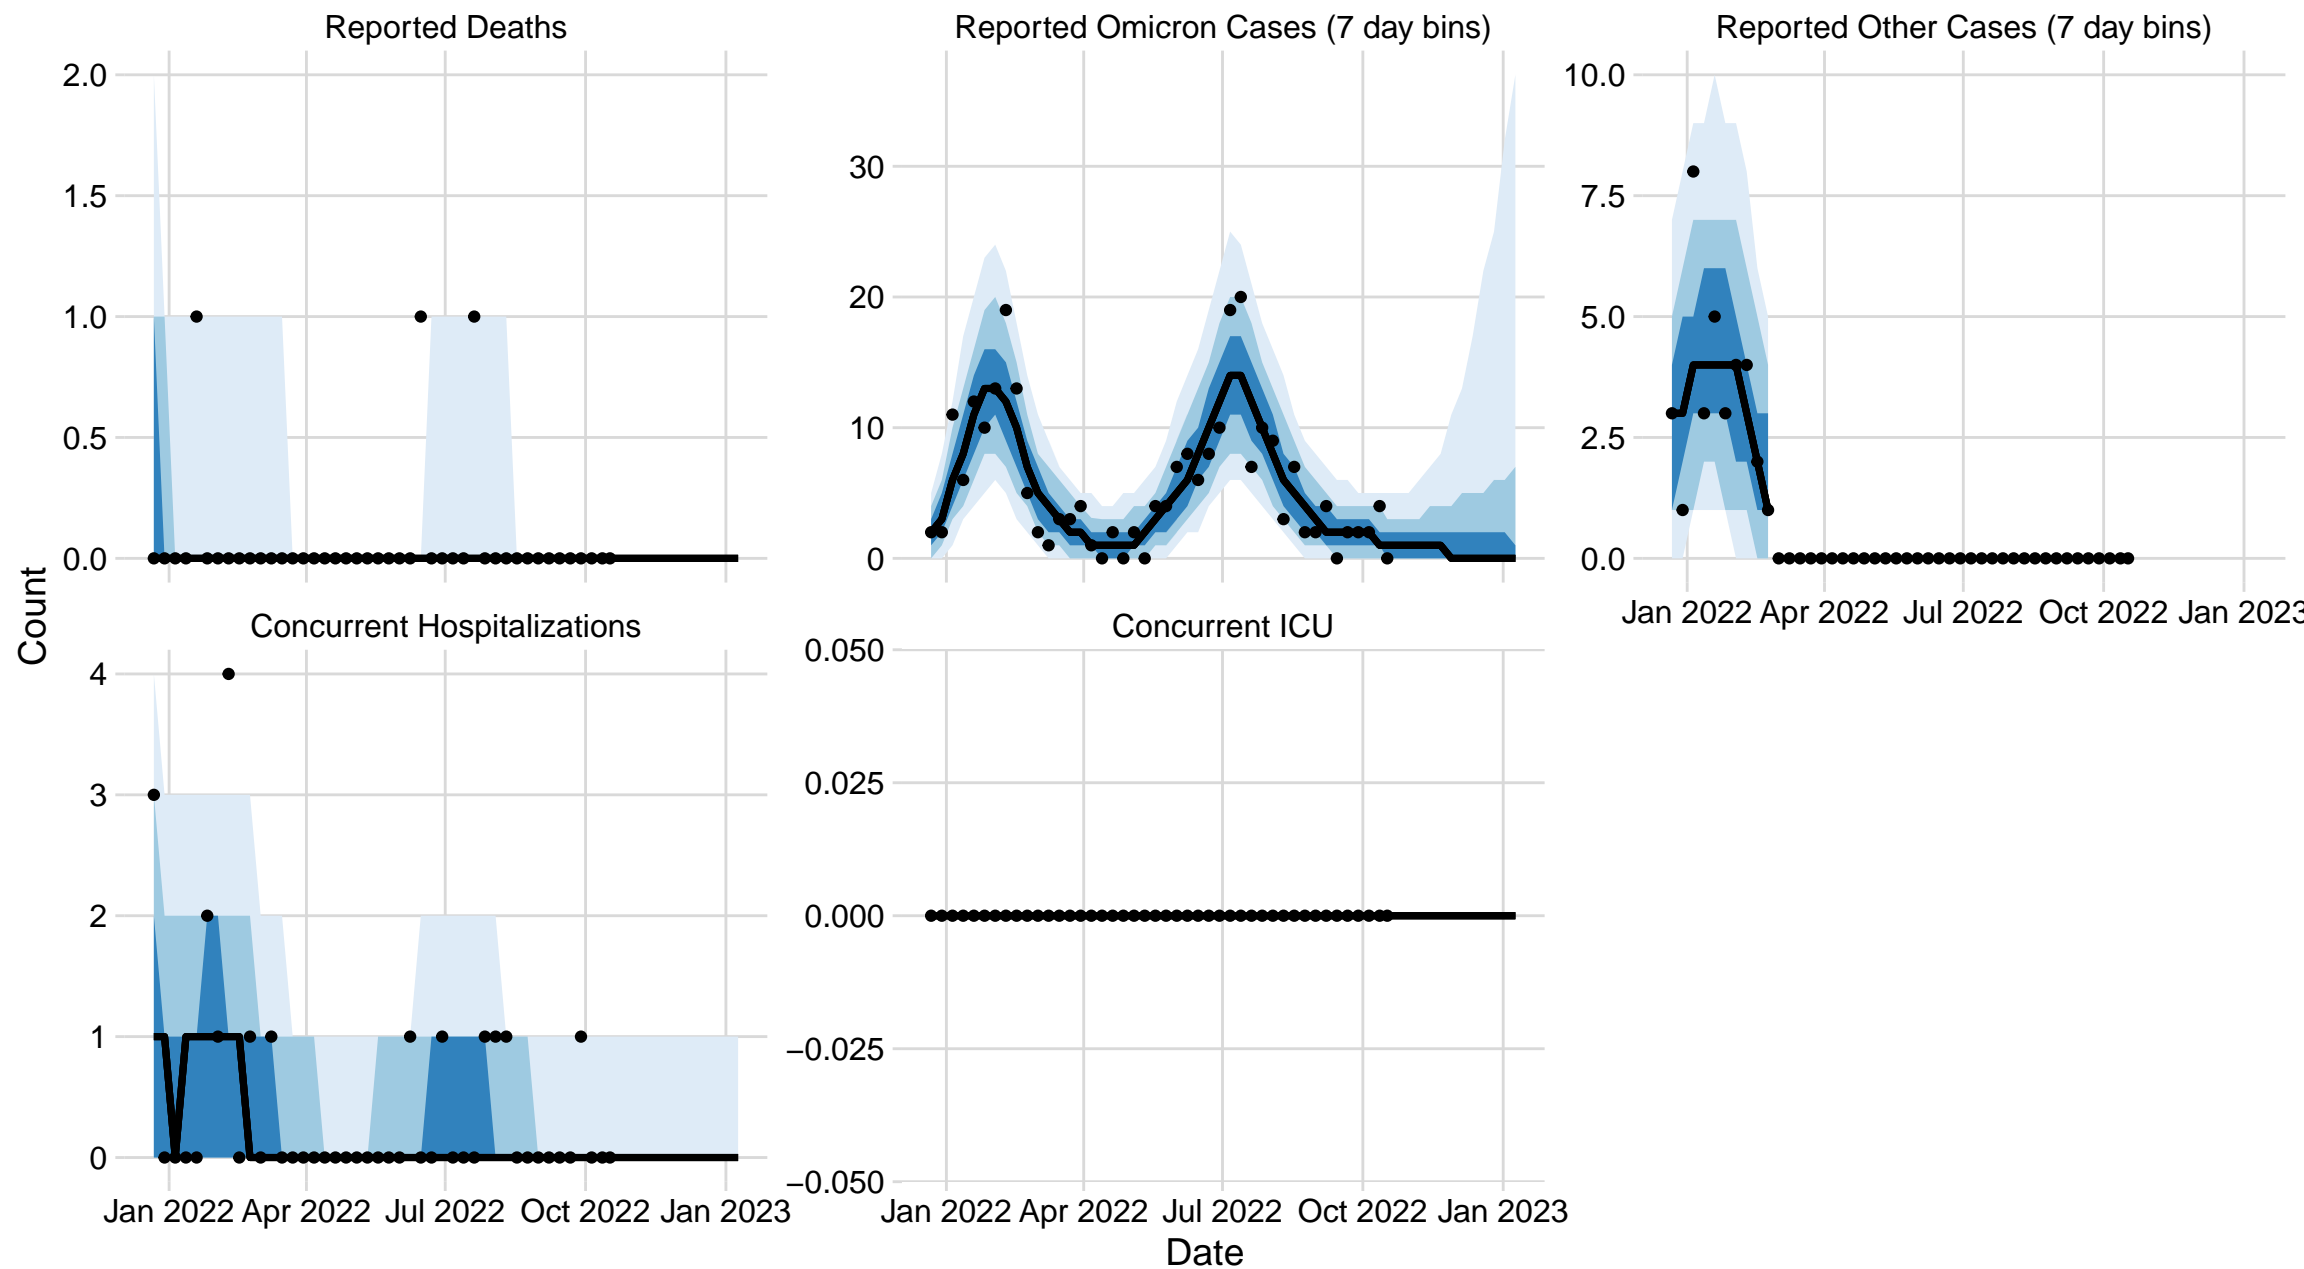 Reported Deaths
Reported Omicron Cases (7 day bins)
Reported Other Cases (7 day bins)
2.0
1.5
1.0
0.5
0.0
30
20
10
0
10.0
7.5
5.0
2.5
0.0
Jan 2022 Apr 2022 Jul 2022 Oct 2022 Jan 2023
Count
Concurrent Hospitalizations
Concurrent ICU
4
3
2
1
0
0.050
0.025
0.000
−0.025
−0.050
Jan 2022 Apr 2022 Jul 2022 Oct 2022 Jan 2023
Jan 2022 Apr 2022 Jul 2022 Oct 2022 Jan 2023
Date